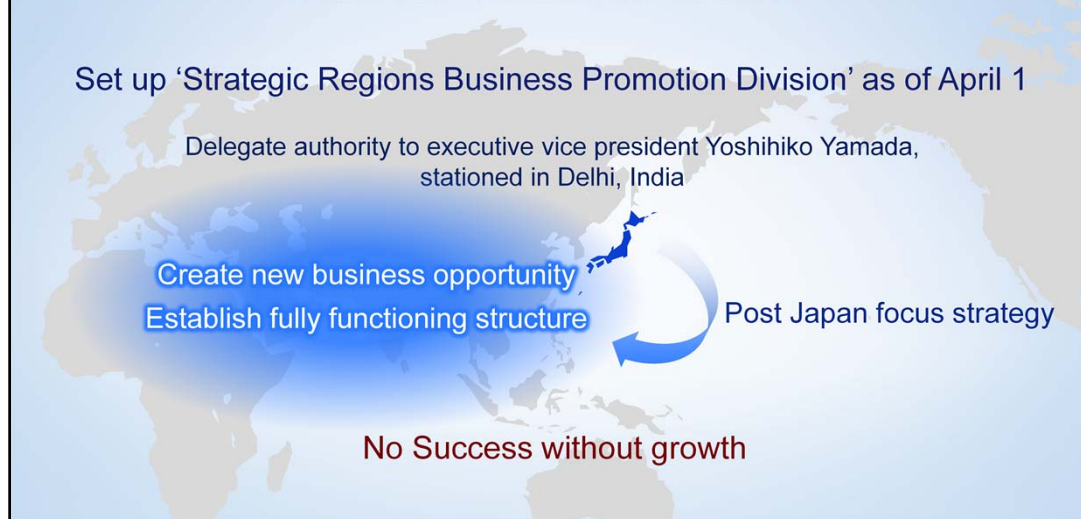 Set up ‘Strategic Regions Business Promotion Division’ as of April 1
Delegate authority to executive vice president Yoshihiko Yamada,
stationed in Delhi, India
Create new business opportunity
Establish fully functioning structure
Post Japan focus strategy
No Success without growth